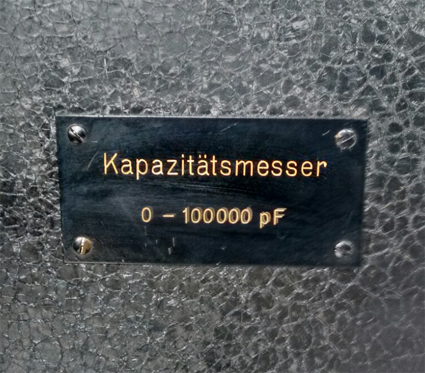 Kapazitätsmesser
0 – 100000 pF